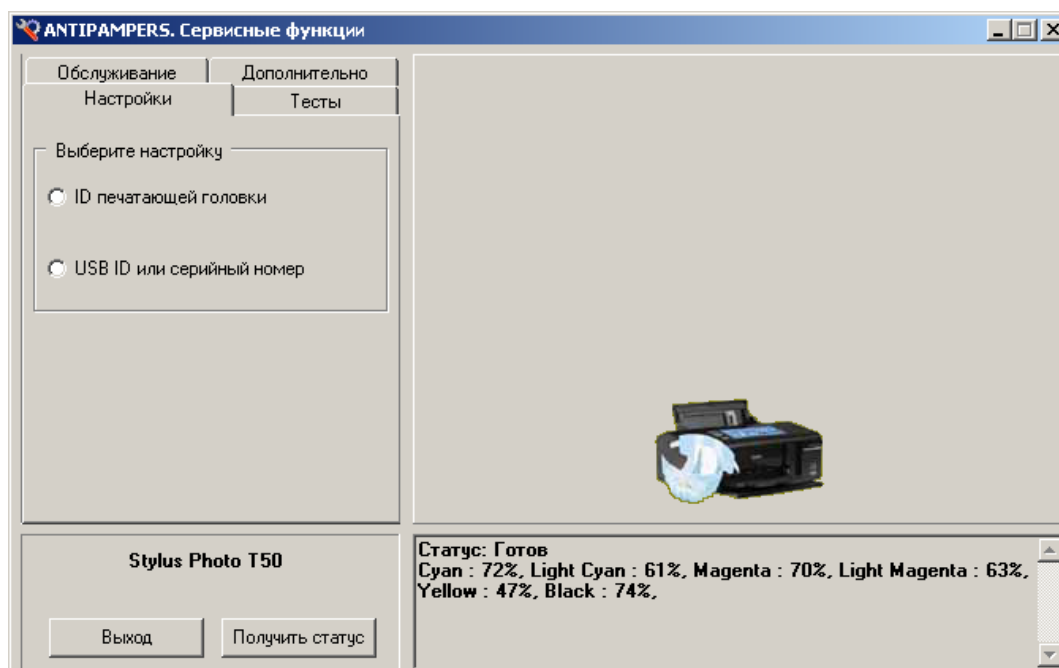 ANTIPAMPERS. Сервисные функции
Обслуживание
Дополнительно
Настройки
Тесты
Выберите настройку
ID печатающей головки
USB ID или серийный номер
Stylus Photo T50
Выход
Получить статус
Статус: Готов
Cyan : 72%, Light Cyan : 61%, Magenta : 70%, Light Magenta : 63%,
Yellow : 47%, Black : 74%,